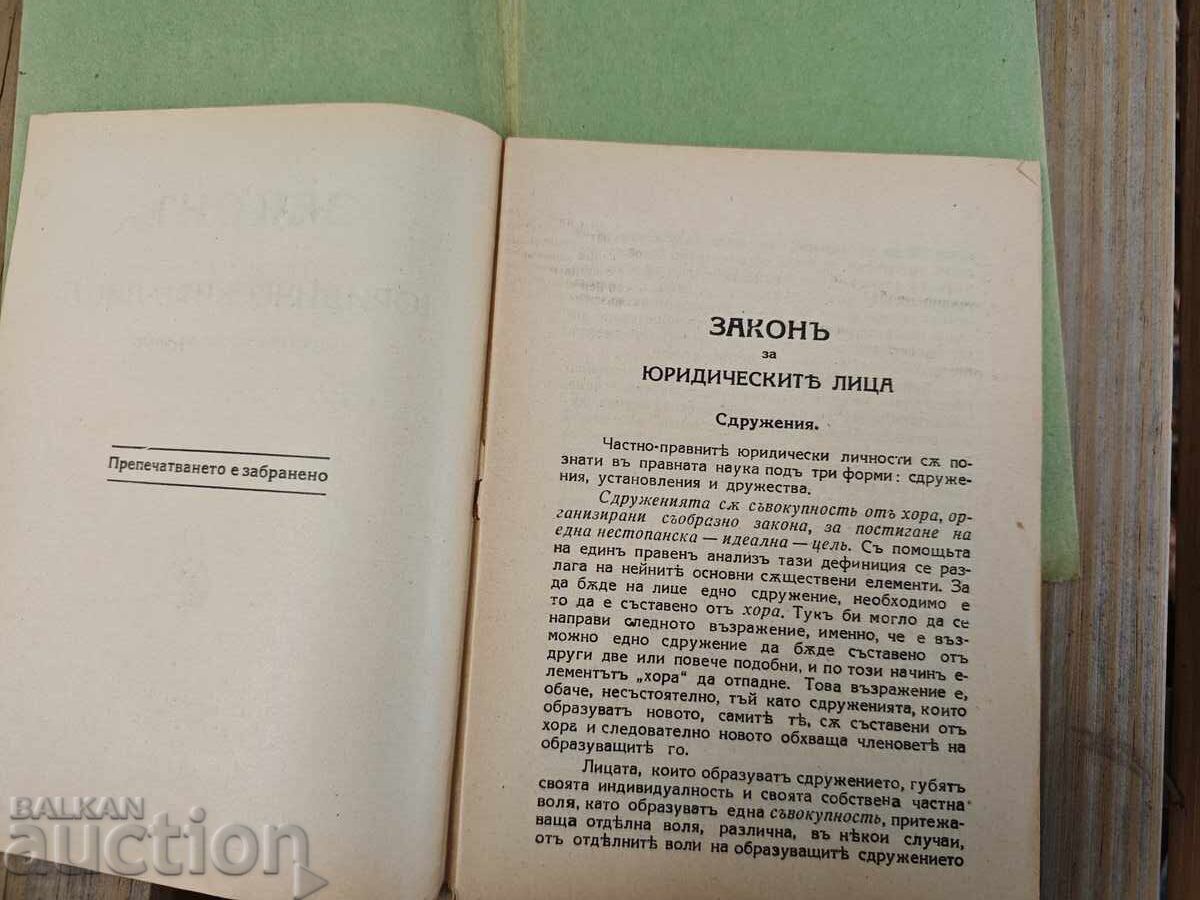 Препечатването е забранено
ЗАКОНЪ
за
ЮРИДИЧЕСКИТѢ ЛИЦА
Сдружения.
Частно-правнитѣ юридически личности сѫ по-
знати въ правната наука подъ три форми: сдруже-
ния, установления и дружества.
Сдруженията сѫ съвокупность отъ хора, ор-
ганизирани съобразно закона, за постигане на
една нестопанска — идеална — цель. Съ помощьта
на единъ правенъ анализъ тази дефиниция се раз-
лага на нейнитѣ основни сѫществени елементи. За
да бѫде на лице едно сдружение, необходимо е
то да е съставено отъ хора. Тукъ би могло да се
направи следното възражение, именно, че е въз-
можно едно сдружение да бѫде съставено отъ
други две или повече подобни, и по този начинъ е-
лементътъ „хора“ да отпадне. Това възражение е,
обаче, несъстоятелно, тъй като сдруженията, които
образуватъ новото, самитѣ тѣ, сѫ съставени отъ
хора и следователно новото обхваща членоветѣ на
образуващитѣ го.
Лицата, които образуватъ сдружението, губятъ
своята индивидуалность и своята собствена частна
воля, като образуватъ една съвокупность, притежа-
ваща отдѣлна воля, различна, въ нѣкои случаи,
отъ отдѣлнитѣ воли на образуващитѣ сдружението
BALKAN
auction